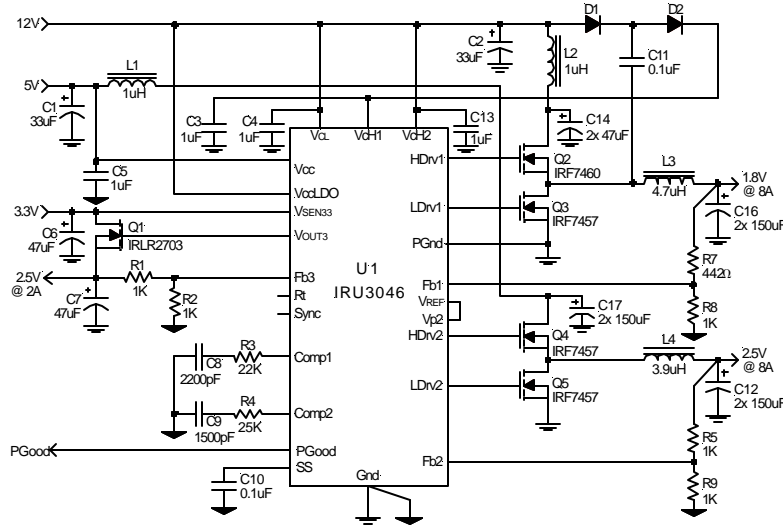 12V
D1
D2
C2
33uF
L2
1uH
C11
0.1uF
5V
L1
1uH
C1
33uF
C3
1uF
C4
1uF
C13
1uF
C14
2x 47uF
VCL
VCH1
VCH2
C5
1uF
Vcc
VccLDO
HDrv1
Q2
IRF7460
L3
4.7uH
1.8V
@ 8A
3.3V
VSEN33
LDrv1
Q3
IRF7457
C16
2x 150uF
C6
47uF
Q1
IRLR2703
VOUT3
PGnd
R7
442Ω
2.5V
@ 2A
R1
1K
Fb3
U1
IRU3046
Fb1
C7
47uF
R2
1K
Rt
Sync
VREF
Vp2
C17
2x 150uF
R8
1K
HDrv2
Q4
IRF7457
L4
3.9uH
2.5V
@ 8A
C8
2200pF
R3
22K
Comp1
LDrv2
Q5
IRF7457
C12
2x 150uF
C9
1500pF
R4
25K
Comp2
R5
1K
PGood
PGood
SS
Fb2
C10
0.1uF
Gnd
R9
1K